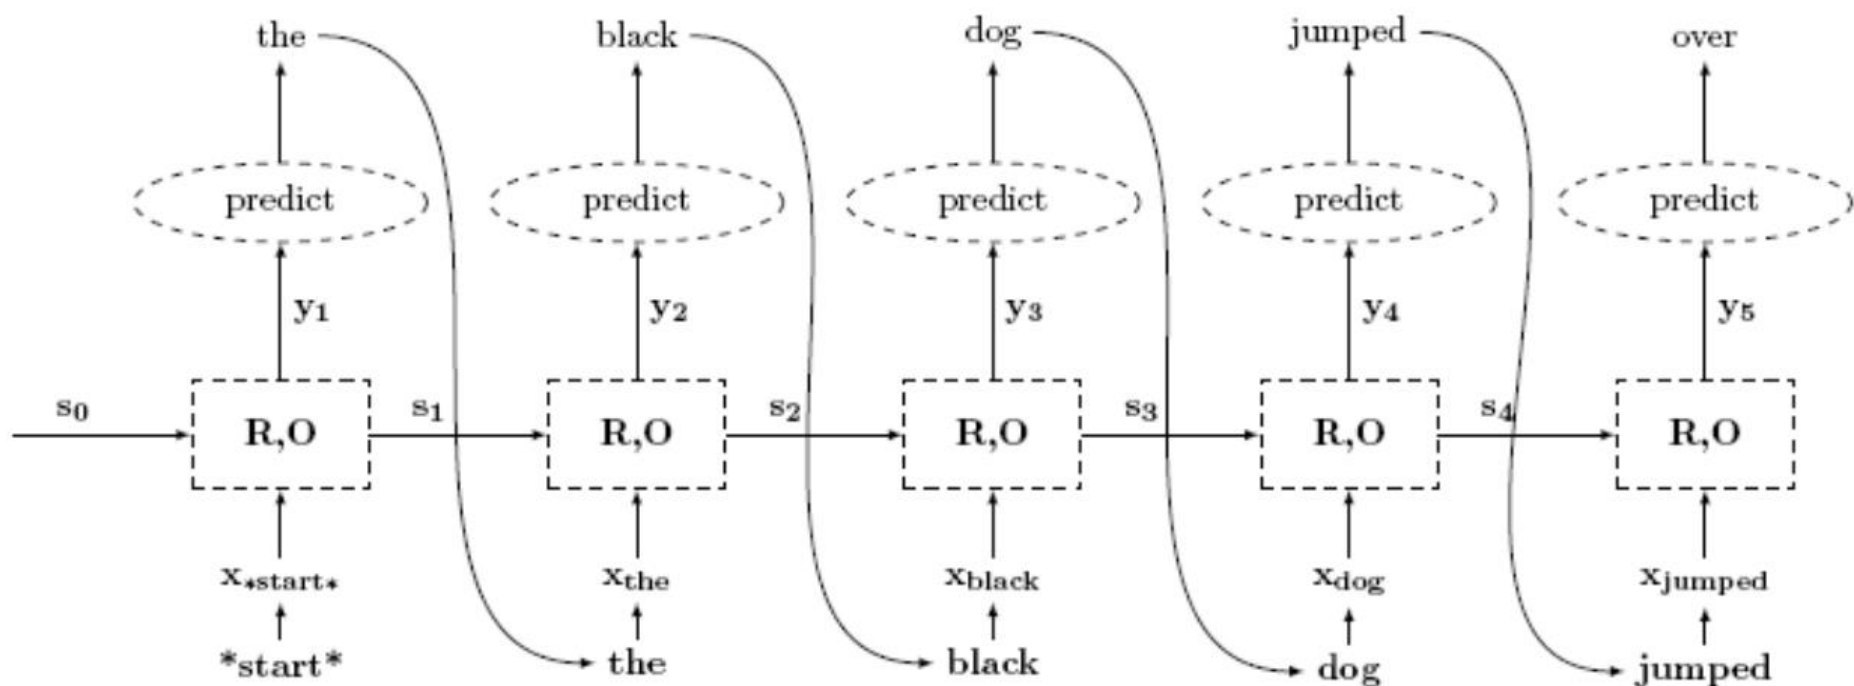 the black dog jumped over
predict predict predict predict predict
y₁ y₂ y₃ y₄ y₅
s₀ s₁ s₂ s₃ s₄
R,O R,O R,O R,O R,O
x*start* xthe xblack xdog xjumped
*start* the black dog jumped